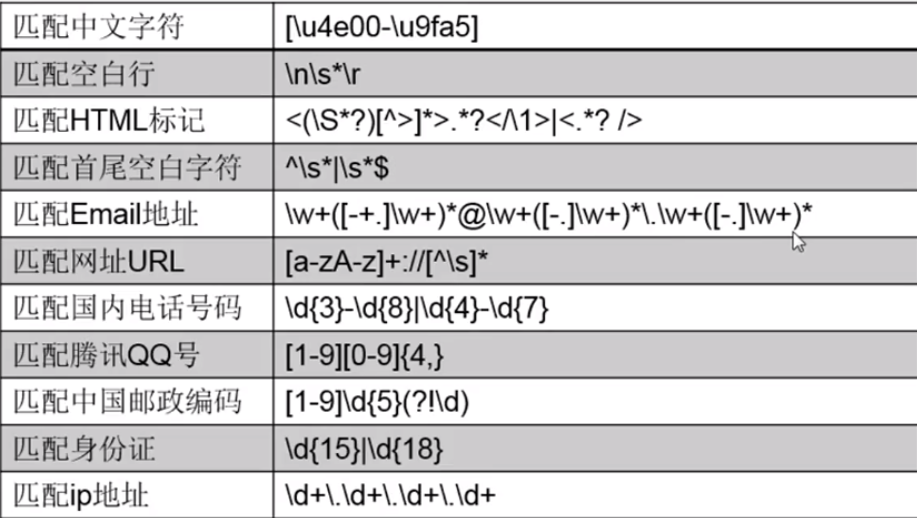 匹配中文字符 [\u4e00-\u9fa5]
匹配空白行 \n\s*\r
匹配HTML标记 <(\S*?)[^>]*>.*?</\1>|<.*? />
匹配首尾空白字符 ^\s*|\s*$
匹配Email地址 \w+([-+.]\w+)*@\w+([-.]\w+)*\.\w+([-.]\w+)*
匹配网址URL [a-zA-z]+://[^\s]*
匹配国内电话号码 \d{3}-\d{8}|\d{4}-\d{7}
匹配腾讯QQ号 [1-9][0-9]{4,}
匹配中国邮政编码 [1-9]\d{5}(?!\d)
匹配身份证 \d{15}|\d{18}
匹配ip地址 \d+\.\d+\.\d+\.\d+